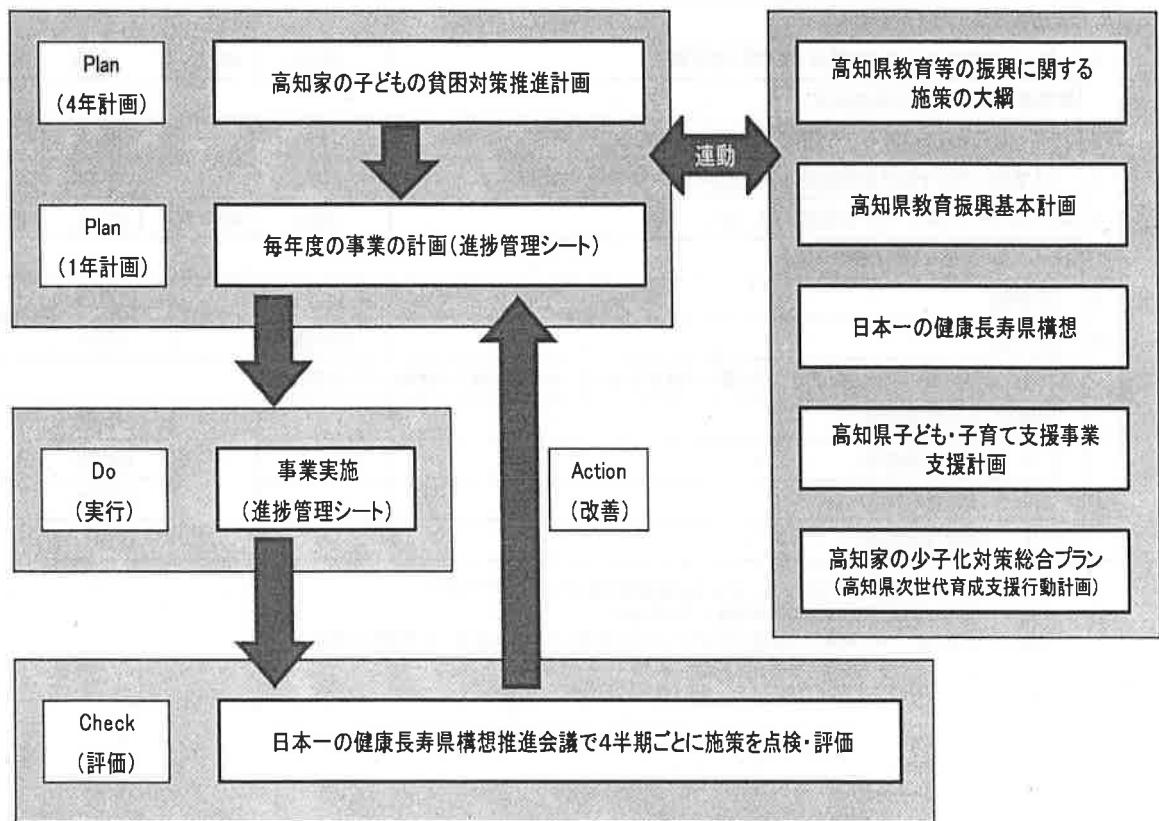 Plan
(4年計画)
高知家の子どもの貧困対策推進計画
Plan
(1年計画)
毎年度の事業の計画(進捗管理シート)
連動
高知県教育等の振興に関する
施策の大綱
高知県教育振興基本計画
日本一の健康長寿県構想
高知県子ども・子育て支援事業
支援計画
高知家の少子化対策総合プラン
(高知県次世代育成支援行動計画)
Do
(実行)
事業実施
(進捗管理シート)
Action
(改善)
Check
(評価)
日本一の健康長寿県構想推進会議で4半期ごとに施策を点検・評価